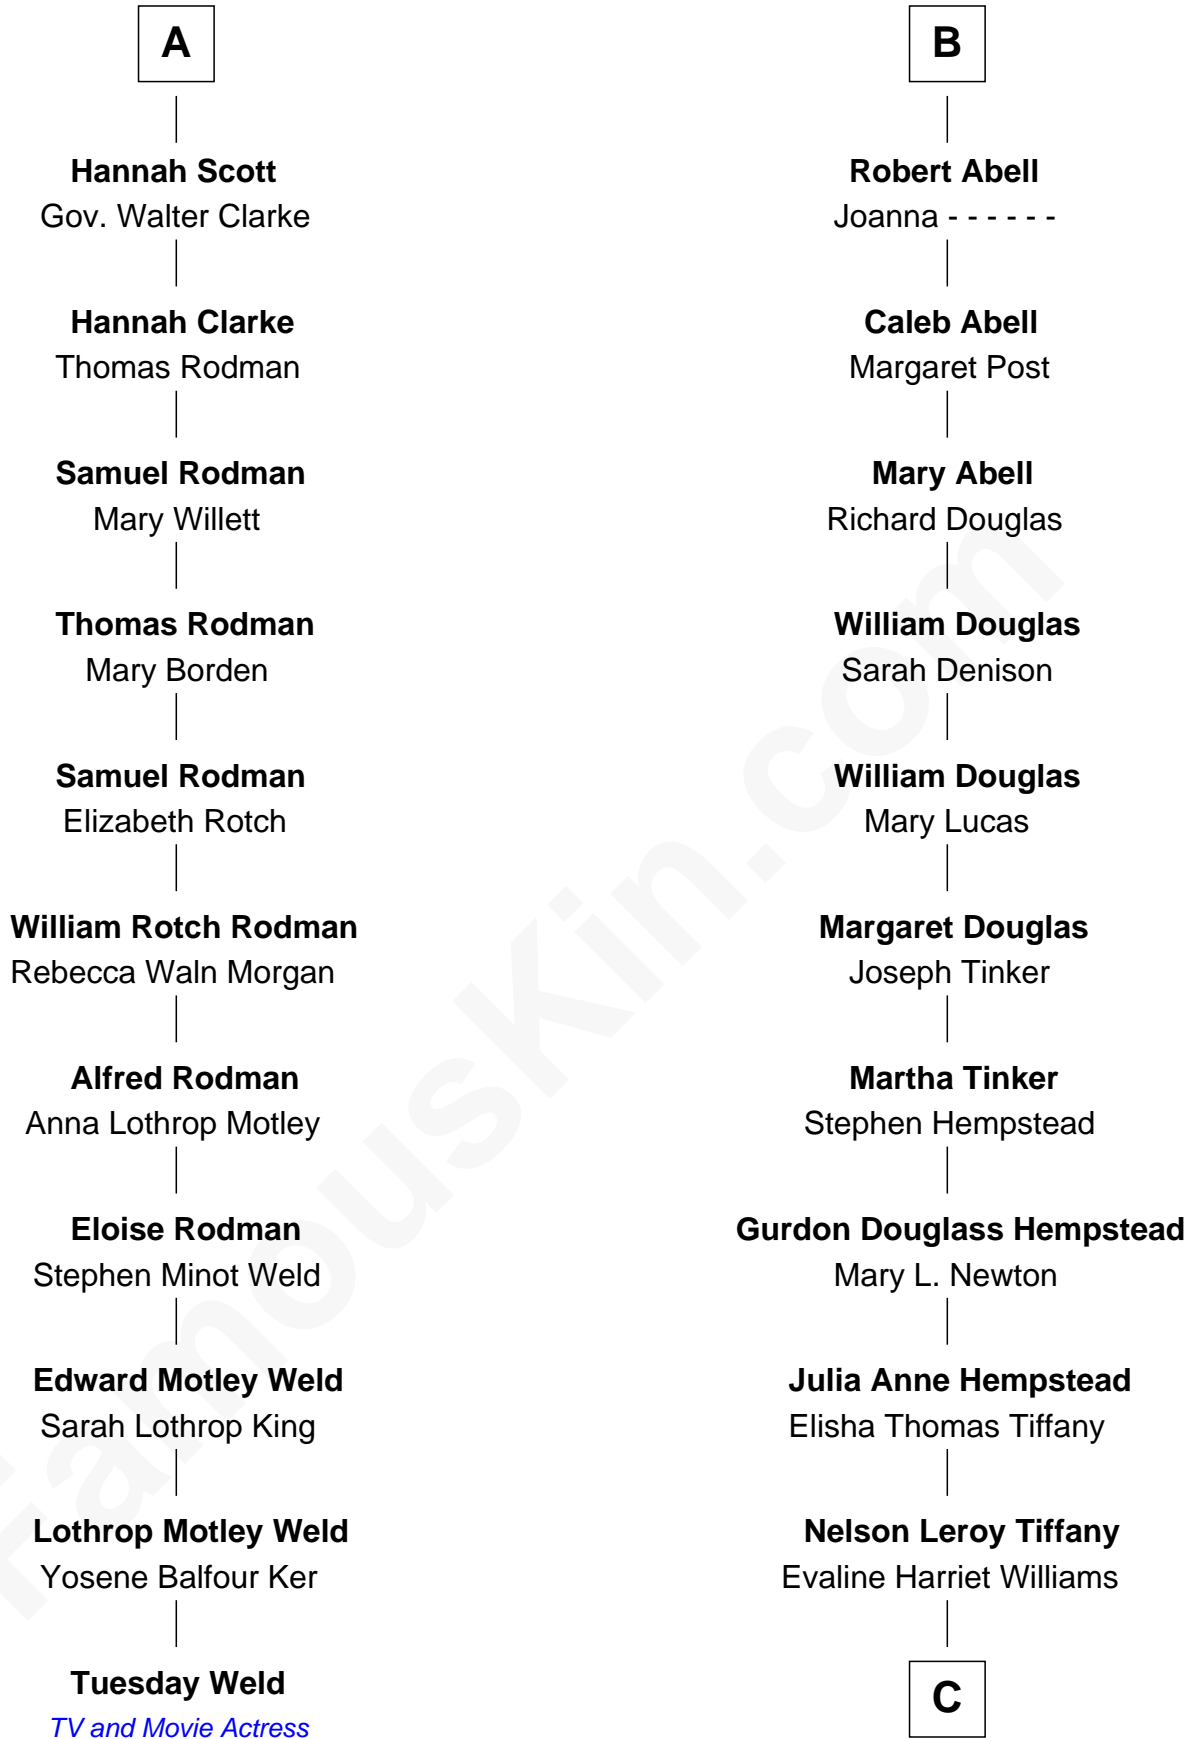 A
Hannah Scott
Gov. Walter Clarke
Hannah Clarke
Thomas Rodman
Samuel Rodman
Mary Willett
Thomas Rodman
Mary Borden
Samuel Rodman
Elizabeth Rotch
William Rotch Rodman
Rebecca Waln Morgan
Alfred Rodman
Anna Lothrop Motley
Eloise Rodman
Stephen Minot Weld
Edward Motley Weld
Sarah Lothrop King
Lothrop Motley Weld
Yosene Balfour Ker
Tuesday Weld
TV and Movie Actress
B
Robert Abell
Joanna - - - - - -
Caleb Abell
Margaret Post
Mary Abell
Richard Douglas
William Douglas
Sarah Denison
William Douglas
Mary Lucas
Margaret Douglas
Joseph Tinker
Martha Tinker
Stephen Hempstead
Gurdon Douglass Hempstead
Mary L. Newton
Julia Anne Hempstead
Elisha Thomas Tiffany
Nelson Leroy Tiffany
Evaline Harriet Williams
C
FamousKin.com